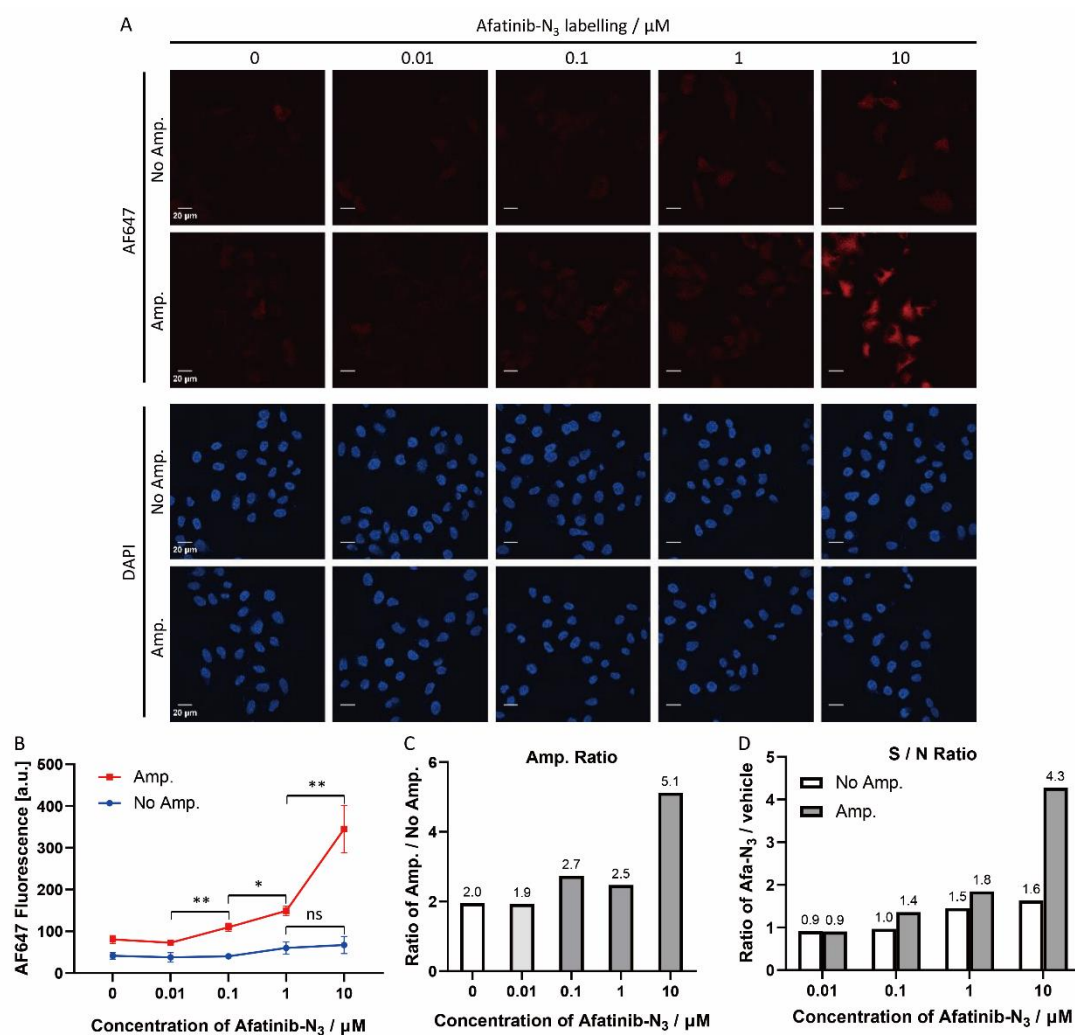 A
Afatinib-N₃ labelling / μM
0 0.01 0.1 1 10
AF647
No Amp.
20 μm
Amp.
20 μm
DAPI
No Amp.
20 μm
Amp.
20 μm
B
AF647 Fluorescence [a.u.]
500
400
300
200
100
0
Amp.
No Amp.
**
*
**
ns
0 0.01 0.1 1 10
Concentration of Afatinib-N₃ / μM
C
Amp. Ratio
Ratio of Amp. / No Amp.
6
4
2
0
2.0 1.9 2.7 2.5 5.1
0 0.01 0.1 1 10
Concentration of Afatinib-N₃ / μM
D
S / N Ratio
Ratio of Afa-N₃ / vehicle
No Amp.
Amp.
5
4
2
1
0
0.9 0.9 1.0 1.4 1.5 1.8 1.6 4.3
0.01 0.1 1 10
Concentration of Afatinib-N₃ / μM